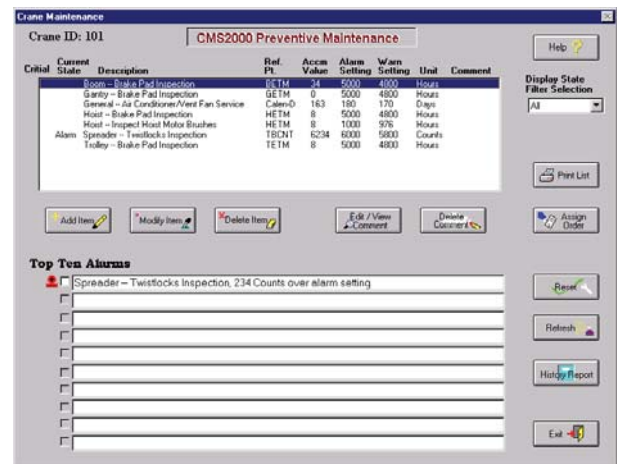 Crane Maintenance
Crane ID: 101
CMS2000 Preventive Maintenance
Help
Critial Current State Description Ref. Pt. Accm Value Alarm Setting Warn Setting Unit Comment
Boom -- Brake Pad Inspection BETM 34 5000 4800 Hours
Gantry -- Brake Pad Inspection GETM 0 5000 4800 Hours
General -- Air Conditioner/Vent Fan Service Calen-D 163 180 170 Days
Hoist -- Brake Pad Inspection HETM 8 5000 4800 Hours
Hoist -- Inspect Hoist Motor Brushes HETM 8 1000 976 Hours
Alarm Spreader -- Twistlocks Inspection TBCNT 6234 6000 5800 Counts
Trolley -- Brake Pad Inspection TETM 8 5000 4800 Hours
Display State Filter Selection
All
Print List
Add Item
Modify Item
Delete Item
Edit / View Comment
Delete Comment
Assign Order
Top Ten Alarms
Spreader -- Twistlocks Inspection, 234 Counts over alarm setting
Reset
Refresh
History Report
Exit